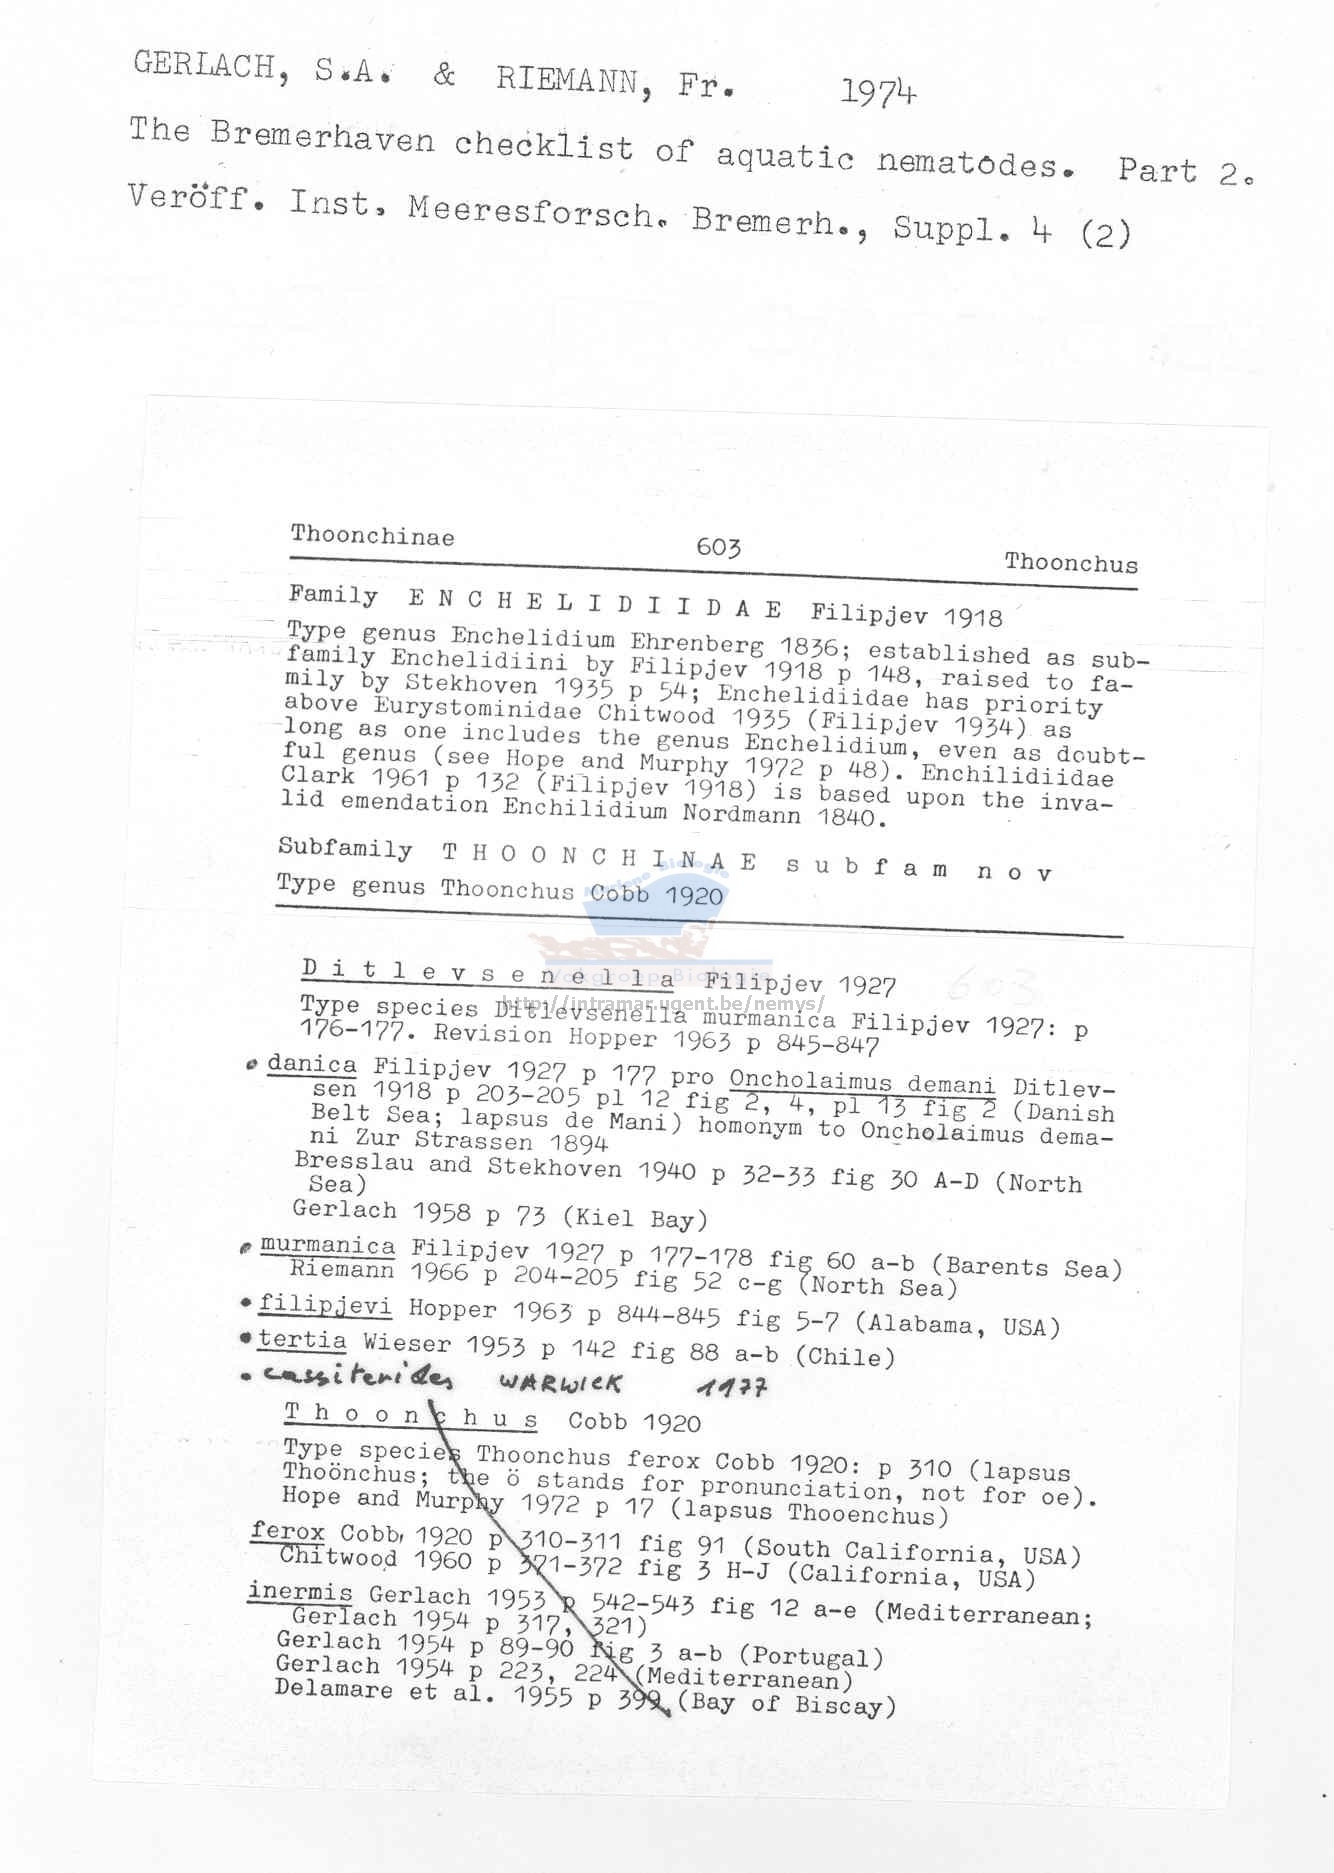 GERLACH, S.A. & RIEMANN, Fr. 1974
The Bremerhaven checklist of aquatic nematodes. Part 2.
Veröff. Inst. Meeresforsch. Bremerh., Suppl. 4 (2)
Thoonchinae 603 Thoonchus
Family E N C H E L I D I I D A E Filipjev 1918
Type genus Enchelidium Ehrenberg 1836; established as sub-
family Enchelidiini by Filipjev 1918 p 148, raised to fa-
mily by Stekhoven 1935 p 54; Enchelidiidae has priority
above Eurystominidae Chitwood 1935 (Filipjev 1934) as
long as one includes the genus Enchelidium, even as doubt-
ful genus (see Hope and Murphy 1972 p 48). Enchilidiidae
Clark 1961 p 132 (Filipjev 1918) is based upon the inva-
lid emendation Enchilidium Nordmann 1840.
Subfamily T H O O N C H I N A E s u b f a m n o v
Type genus Thoonchus Cobb 1920
Vakgroep Biologie
603
D i t l e v s e n e l l a Filipjev 1927
http://intramar.ugent.be/nemys/
Type species Ditlevsenella murmanica Filipjev 1927: p
176-177. Revision Hopper 1963 p 845-847
• danica Filipjev 1927 p 177 pro Oncholaimus demani Ditlev-
sen 1918 p 203-205 pl 12 fig 2, 4, pl 13 fig 2 (Danish
Belt Sea; lapsus de Mani) homonym to Oncholaimus dema-
ni Zur Strassen 1894
Bresslau and Stekhoven 1940 p 32-33 fig 30 A-D (North
Sea)
Gerlach 1958 p 73 (Kiel Bay)
• murmanica Filipjev 1927 p 177-178 fig 60 a-b (Barents Sea)
Riemann 1966 p 204-205 fig 52 c-g (North Sea)
• filipjevi Hopper 1963 p 844-845 fig 5-7 (Alabama, USA)
• tertia Wieser 1953 p 142 fig 88 a-b (Chile)
• cassiterides WARWICK 1977
T h o o n c h u s Cobb 1920
Type species Thoonchus ferox Cobb 1920: p 310 (lapsus
Thoönchus; the ö stands for pronunciation, not for oe).
Hope and Murphy 1972 p 17 (lapsus Thooenchus)
ferox Cobb, 1920 p 310-311 fig 91 (South California, USA)
Chitwood 1960 p 371-372 fig 3 H-J (California, USA)
inermis Gerlach 1953 p 542-543 fig 12 a-e (Mediterranean;
Gerlach 1954 p 317, 321)
Gerlach 1954 p 89-90 fig 3 a-b (Portugal)
Gerlach 1954 p 223, 224 (Mediterranean)
Delamare et al. 1955 p 399 (Bay of Biscay)